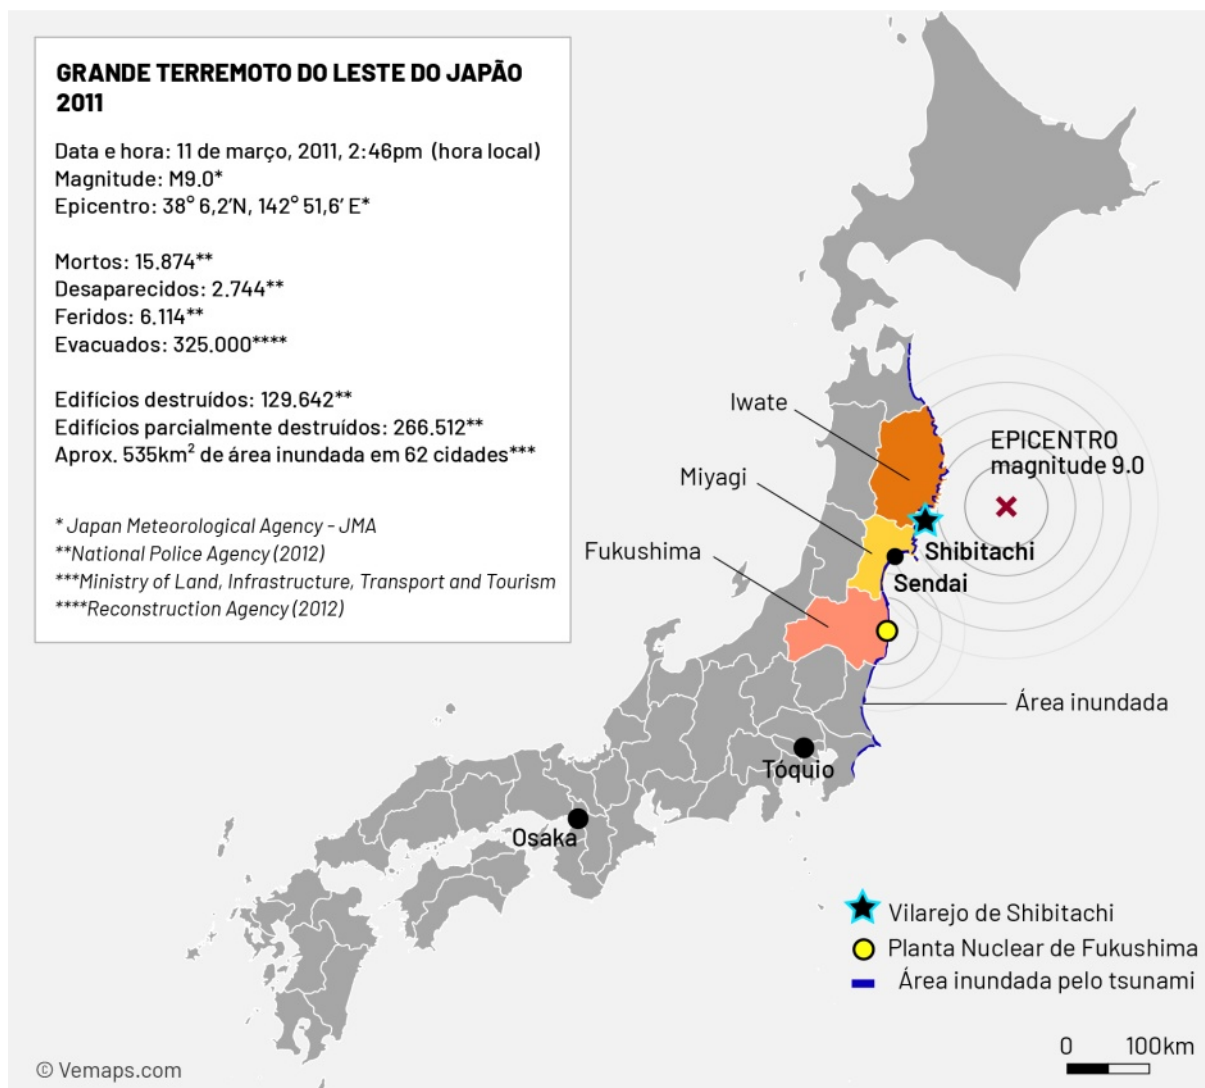 GRANDE TERREMOTO DO LESTE DO JAPÃO
2011
Data e hora: 11 de março, 2011, 2:46pm (hora local)
Magnitude: M9.0*
Epicentro: 38° 6,2'N, 142° 51,6' E*
Mortos: 15.874**
Desaparecidos: 2.744**
Feridos: 6.114**
Evacuados: 325.000****
Edifícios destruídos: 129.642**
Edifícios parcialmente destruídos: 266.512**
Aprox. 535km² de área inundada em 62 cidades***
* Japan Meteorological Agency - JMA
**National Police Agency (2012)
***Ministry of Land, Infrastructure, Transport and Tourism
****Reconstruction Agency (2012)
Iwate
EPICENTRO
magnitude 9.0
Miyagi
Fukushima
Shibitachi
Sendai
Área inundada
Tóquio
Osaka
Vilarejo de Shibitachi
Planta Nuclear de Fukushima
Área inundada pelo tsunami
0 100km
© Vemaps.com